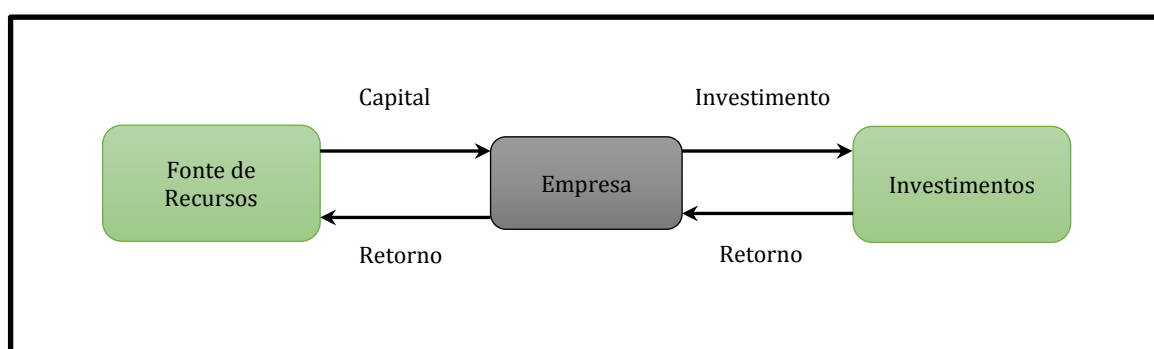 Capital
Investimento
Fonte de
Recursos
Empresa
Investimentos
Retorno
Retorno